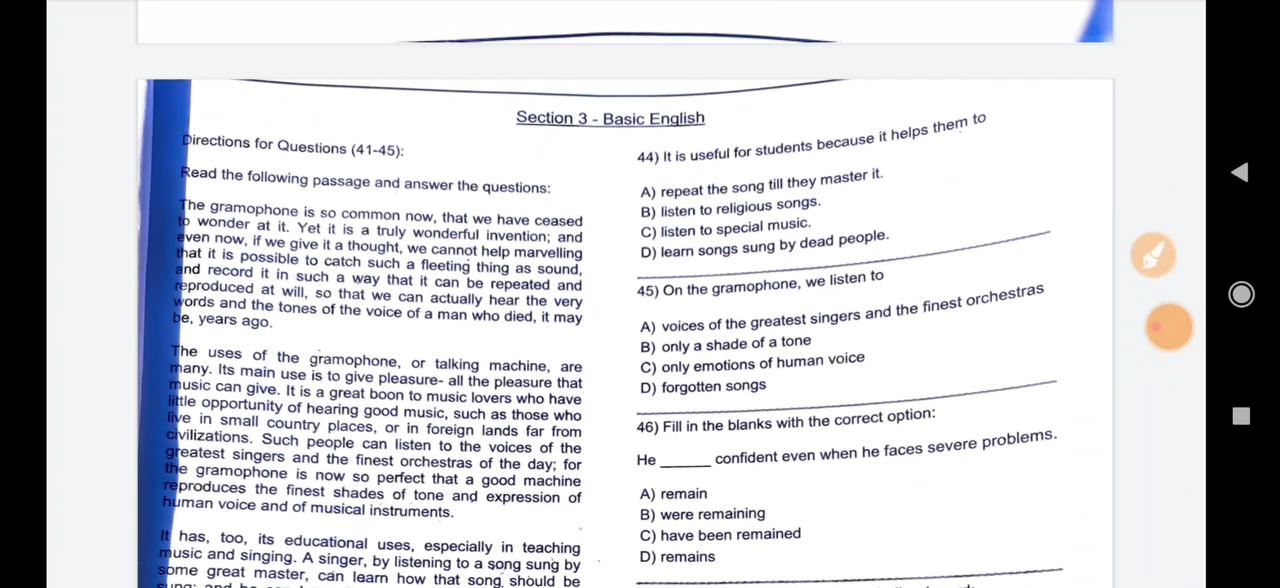 Section 3 - Basic English
Directions for Questions (41-45):
Read the following passage and answer the questions:
The gramophone is so common now, that we have ceased
to wonder at it. Yet it is a truly wonderful invention; and
even now, if we give it a thought, we cannot help marvelling
that it is possible to catch such a fleeting thing as sound,
and record it in such a way that it can be repeated and
reproduced at will, so that we can actually hear the very
words and the tones of the voice of a man who died, it may
be, years ago.
The uses of the gramophone, or talking machine, are
many. Its main use is to give pleasure- all the pleasure that
music can give. It is a great boon to music lovers who have
little opportunity of hearing good music, such as those who
live in small country places, or in foreign lands far from
civilizations. Such people can listen to the voices of the
greatest singers and the finest orchestras of the day; for
the gramophone is now so perfect that a good machine
reproduces the finest shades of tone and expression of
human voice and of musical instruments.
It has, too, its educational uses, especially in teaching
music and singing. A singer, by listening to a song sung by
some great master, can learn how that song should be
44) It is useful for students because it helps them to
A) repeat the song till they master it.
B) listen to religious songs.
C) listen to special music.
D) learn songs sung by dead people.
45) On the gramophone, we listen to
A) voices of the greatest singers and the finest orchestras
B) only a shade of a tone
C) only emotions of human voice
D) forgotten songs
46) Fill in the blanks with the correct option:
He ______ confident even when he faces severe problems.
A) remain
B) were remaining
C) have been remained
D) remains